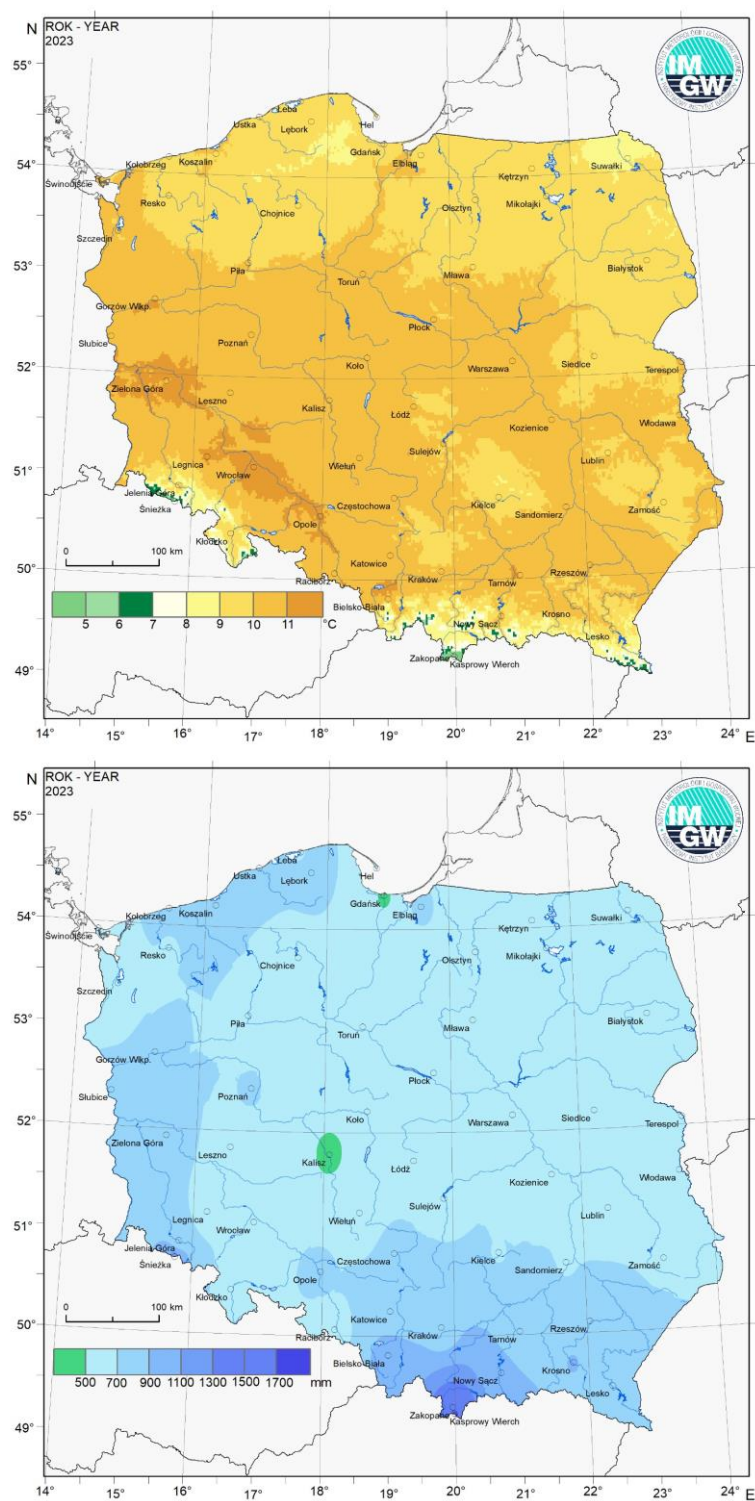 N
ROK - YEAR
2023
IMGW
55°
Łeba
Ustka
Lębork
Hel
Gdańsk
54°
Kołobrzeg
Koszalin
Elbląg
Suwałki
Świnoujście
Kętrzyn
Resko
Olsztyn
Mikołajki
Chojnice
Szczecin
53°
Piła
Toruń
Mława
Białystok
Gorzów Wlkp.
Płock
Słubice
Poznań
52°
Koło
Warszawa
Siedlce
Terespol
Zielona Góra
Leszno
Kalisz
Łódź
Kozienice
Włodawa
Sulejów
51°
Legnica
Wrocław
Wieluń
Lublin
Jelenia Góra
Śnieżka
Opole
Częstochowa
Kielce
Sandomierz
Zamość
Kłodzko
50°
0 100 km
Katowice
Racibórz
Kraków
Tarnów
Rzeszów
Bielsko-Biała
Nowy Sącz
Krosno
Lesko
5 6 7 8 9 10 11 °C
Zakopane
Kasprowy Wierch
49°
14° 15° 16° 17° 18° 19° 20° 21° 22° 23° 24° E
N
ROK - YEAR
2023
IMGW
55°
Łeba
Ustka
Lębork
Hel
Gdańsk
54°
Kołobrzeg
Koszalin
Elbląg
Suwałki
Świnoujście
Kętrzyn
Resko
Olsztyn
Mikołajki
Chojnice
Szczecin
53°
Piła
Toruń
Mława
Białystok
Gorzów Wlkp.
Płock
Słubice
Poznań
52°
Koło
Warszawa
Siedlce
Terespol
Zielona Góra
Leszno
Kalisz
Łódź
Kozienice
Włodawa
Sulejów
51°
Legnica
Wrocław
Wieluń
Lublin
Jelenia Góra
Śnieżka
Opole
Częstochowa
Kielce
Sandomierz
Zamość
Kłodzko
50°
0 100 km
Katowice
Racibórz
Kraków
Tarnów
Rzeszów
Bielsko-Biała
Nowy Sącz
Krosno
Lesko
500 700 900 1100 1300 1500 1700 mm
Zakopane
Kasprowy Wierch
49°
14° 15° 16° 17° 18° 19° 20° 21° 22° 23° 24° E